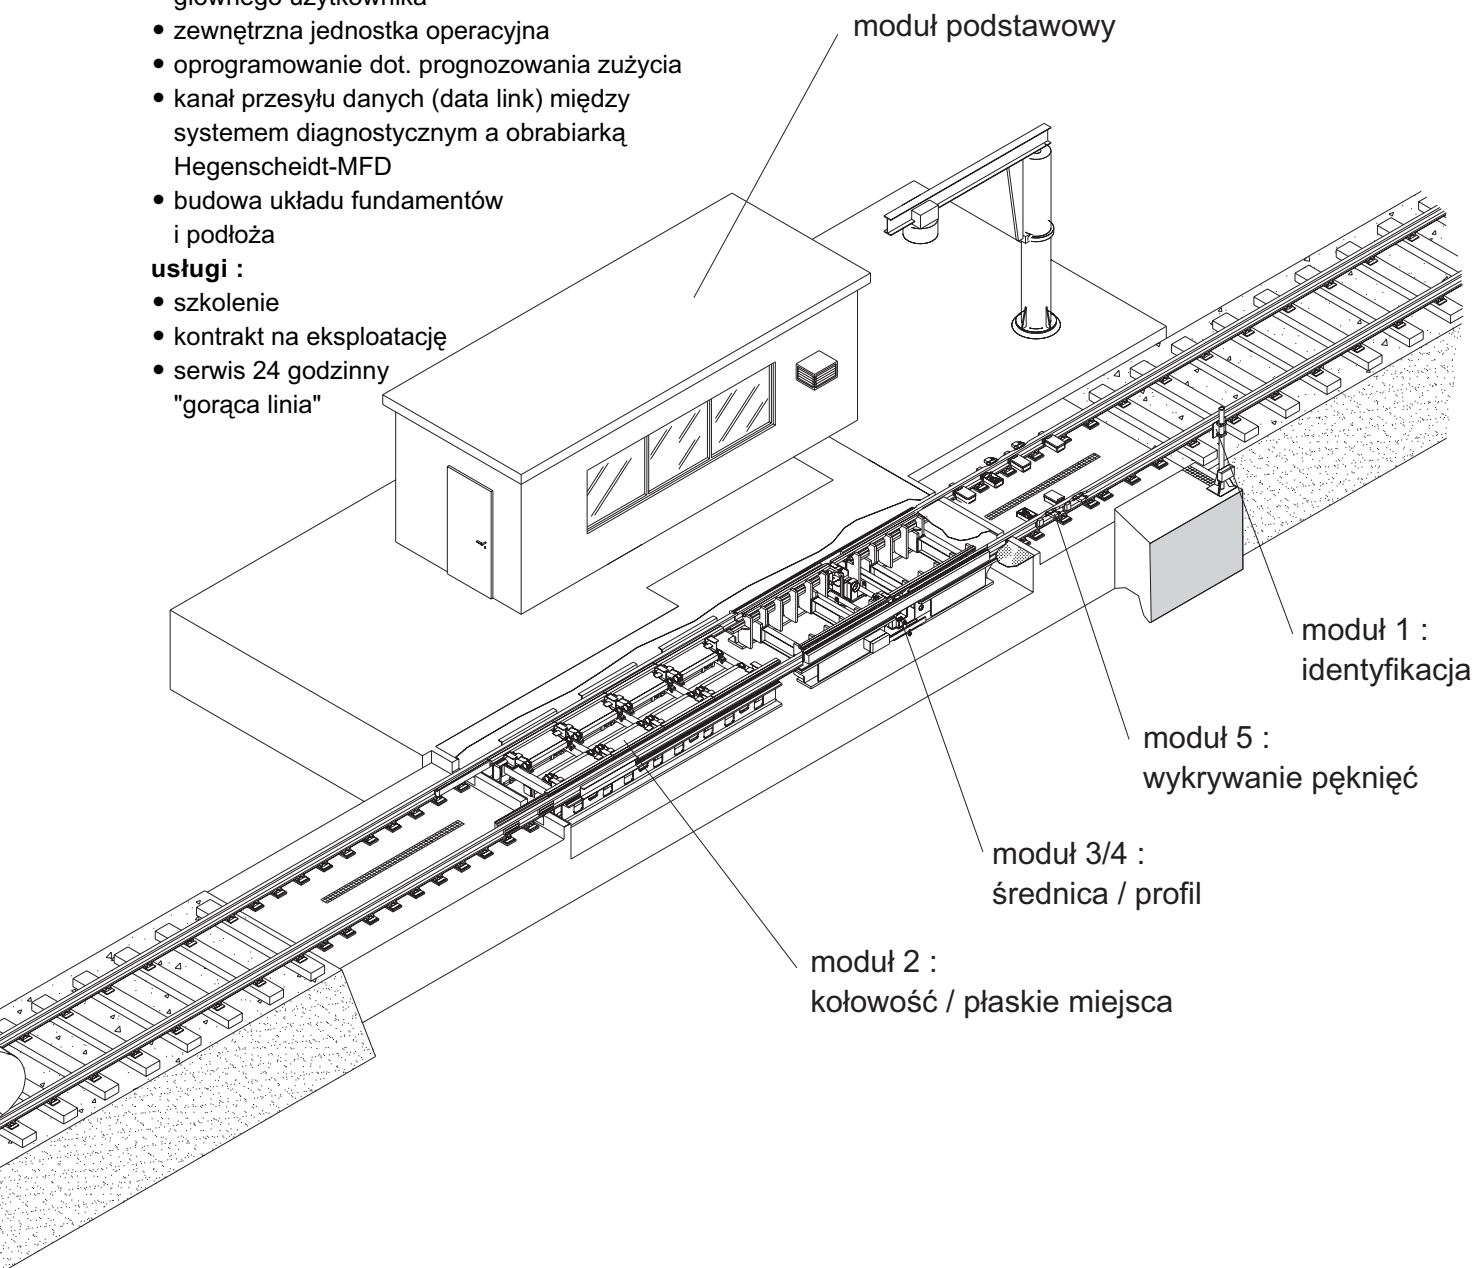 głównego użytkownika
• zewnętrzna jednostka operacyjna
• oprogramowanie dot. prognozowania zużycia
• kanał przesyłu danych (data link) między
systemem diagnostycznym a obrabiarką
Hegenscheidt-MFD
• budowa układu fundamentów
i podłoża
usługi :
• szkolenie
• kontrakt na eksploatację
• serwis 24 godzinny
"gorąca linia"
moduł podstawowy
moduł 1 :
identyfikacja
moduł 5 :
wykrywanie pęknięć
moduł 3/4 :
średnica / profil
moduł 2 :
kołowość / płaskie miejsca